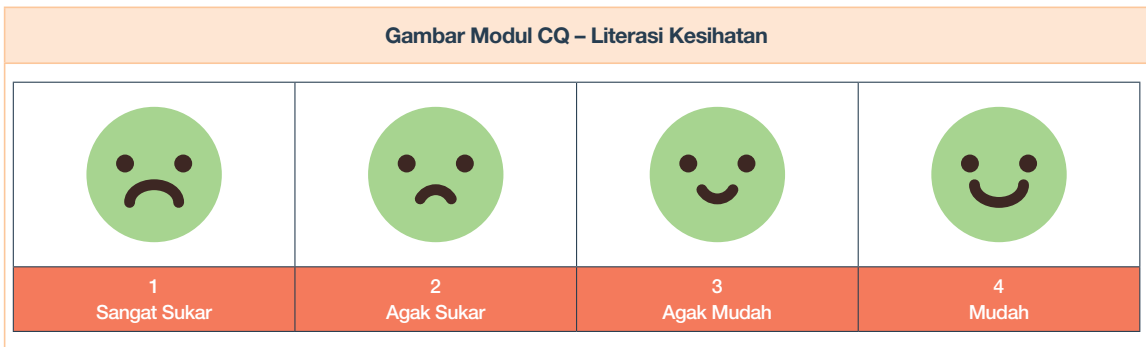 Gambar Modul CQ – Literasi Kesihatan
1
Sangat Sukar
2
Agak Sukar
3
Agak Mudah
4
Mudah